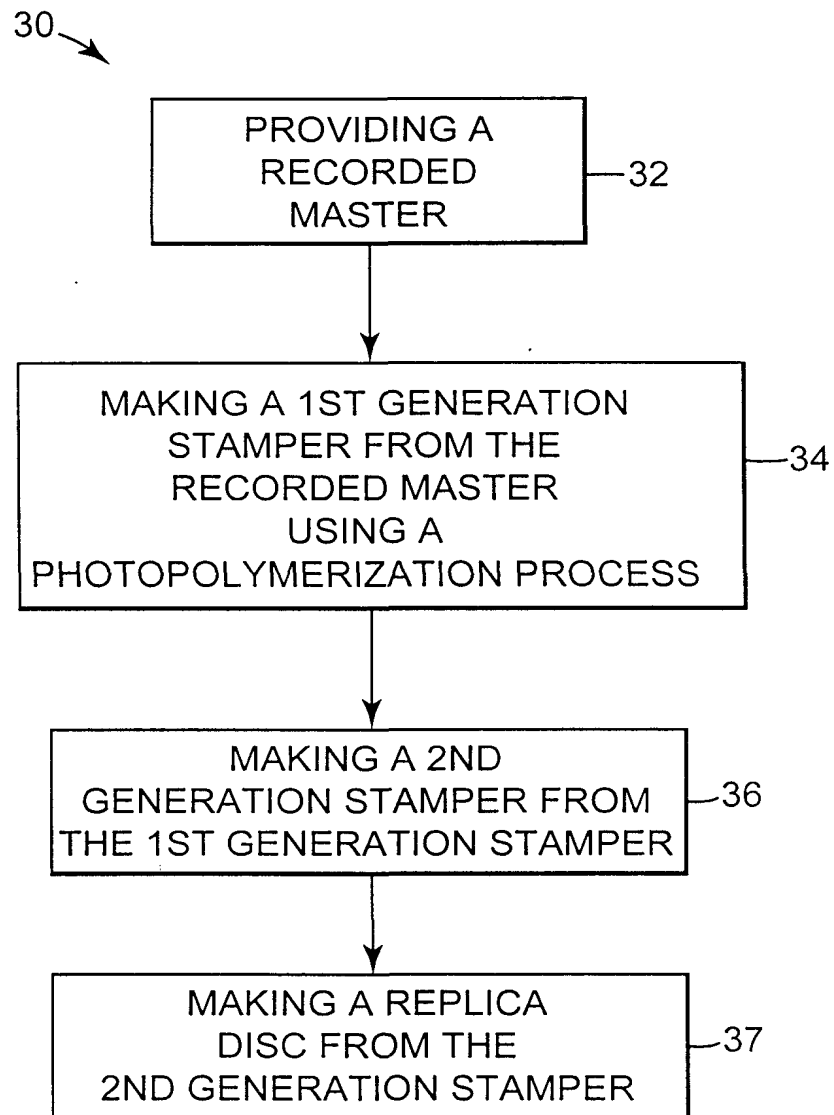 30
PROVIDING A
RECORDED
MASTER
32
MAKING A 1ST GENERATION
STAMPER FROM THE
RECORDED MASTER
USING A
PHOTOPOLYMERIZATION PROCESS
34
MAKING A 2ND
GENERATION STAMPER FROM
THE 1ST GENERATION STAMPER
36
MAKING A REPLICA
DISC FROM THE
2ND GENERATION STAMPER
37